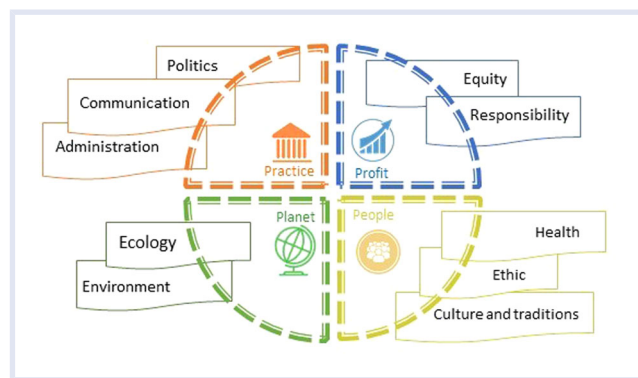 Politics
Communication
Administration
Practice
Equity
Responsibility
Profit
Planet
Ecology
Environment
People
Health
Ethic
Culture and traditions